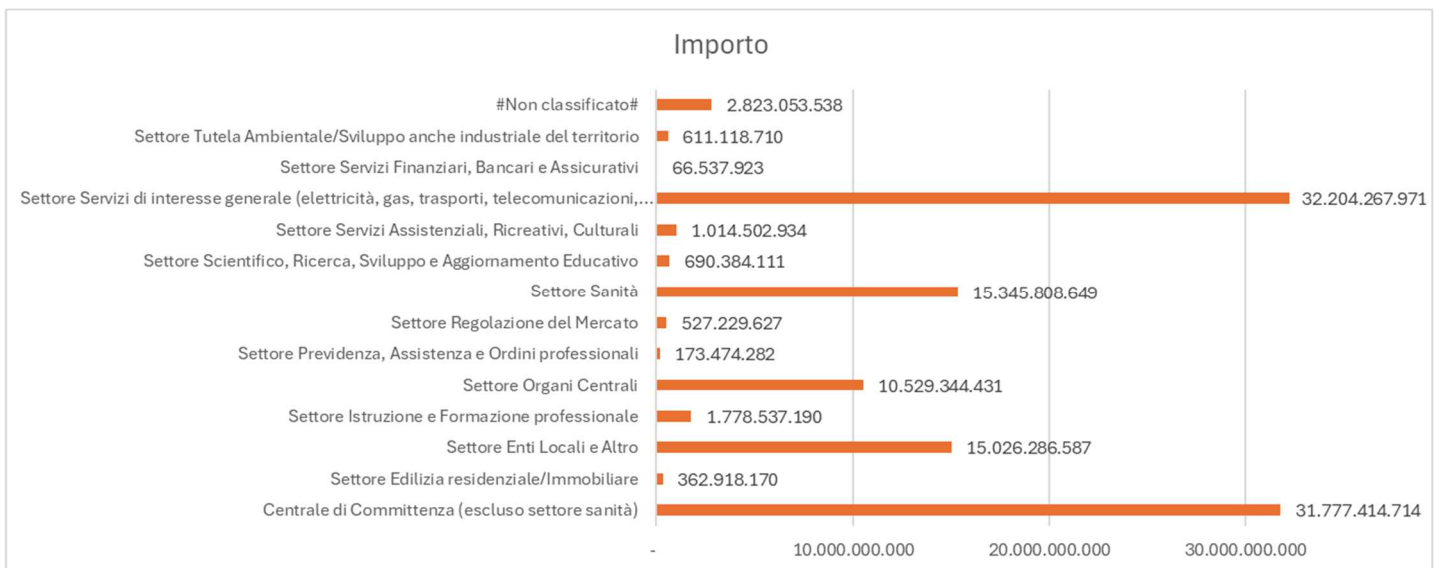 Importo
#Non classificato# 2.823.053.538
Settore Tutela Ambientale/Sviluppo anche industriale del territorio 611.118.710
Settore Servizi Finanziari, Bancari e Assicurativi 66.537.923
Settore Servizi di interesse generale (elettricità, gas, trasporti, telecomunicazioni,... 32.204.267.971
Settore Servizi Assistenziali, Ricreativi, Culturali 1.014.502.934
Settore Scientifico, Ricerca, Sviluppo e Aggiornamento Educativo 690.384.111
Settore Sanità 15.345.808.649
Settore Regolazione del Mercato 527.229.627
Settore Previdenza, Assistenza e Ordini professionali 173.474.282
Settore Organi Centrali 10.529.344.431
Settore Istruzione e Formazione professionale 1.778.537.190
Settore Enti Locali e Altro 15.026.286.587
Settore Edilizia residenziale/Immobiliare 362.918.170
Centrale di Committenza (escluso settore sanità) 31.777.414.714
- 10.000.000.000 20.000.000.000 30.000.000.000